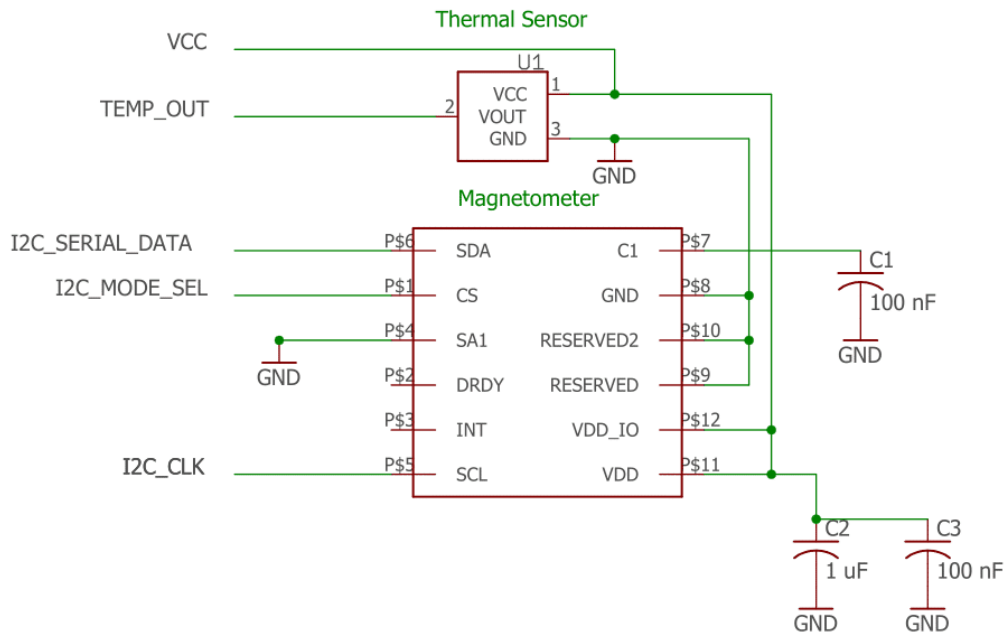 Thermal Sensor
VCC
U1
VCC 1
TEMP_OUT
2 VOUT
GND 3
GND
Magnetometer
I2C_SERIAL_DATA P$6 SDA C1 P$7
C1
100 nF
GND
I2C_MODE_SEL P$1 CS GND P$8
P$4 SA1 RESERVED2 P$10
GND
P$2 DRDY RESERVED P$9
P$3 INT VDD_IO P$12
I2C_CLK P$5 SCL VDD P$11
C2 C3
1 uF 100 nF
GND GND